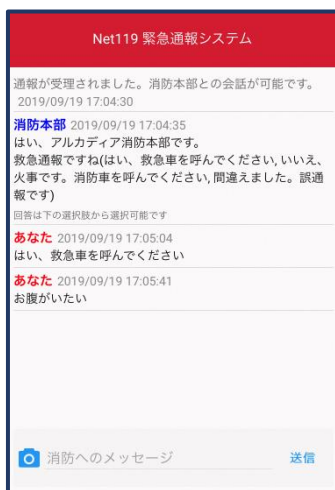 Net119 緊急通報システム
通報が受理されました。消防本部との会話が可能です。
2019/09/19 17:04:30
消防本部 2019/09/19 17:04:35
はい、アルカディア消防本部です。
救急通報ですね(はい、救急車を呼んでください, いいえ、
火事です。消防車を呼んでください, 間違えました。誤通
報です)
回答は下の選択肢から選択可能です
あなた 2019/09/19 17:05:04
はい、救急車を呼んでください
あなた 2019/09/19 17:05:41
お腹がいたい
消防へのメッセージ 送信